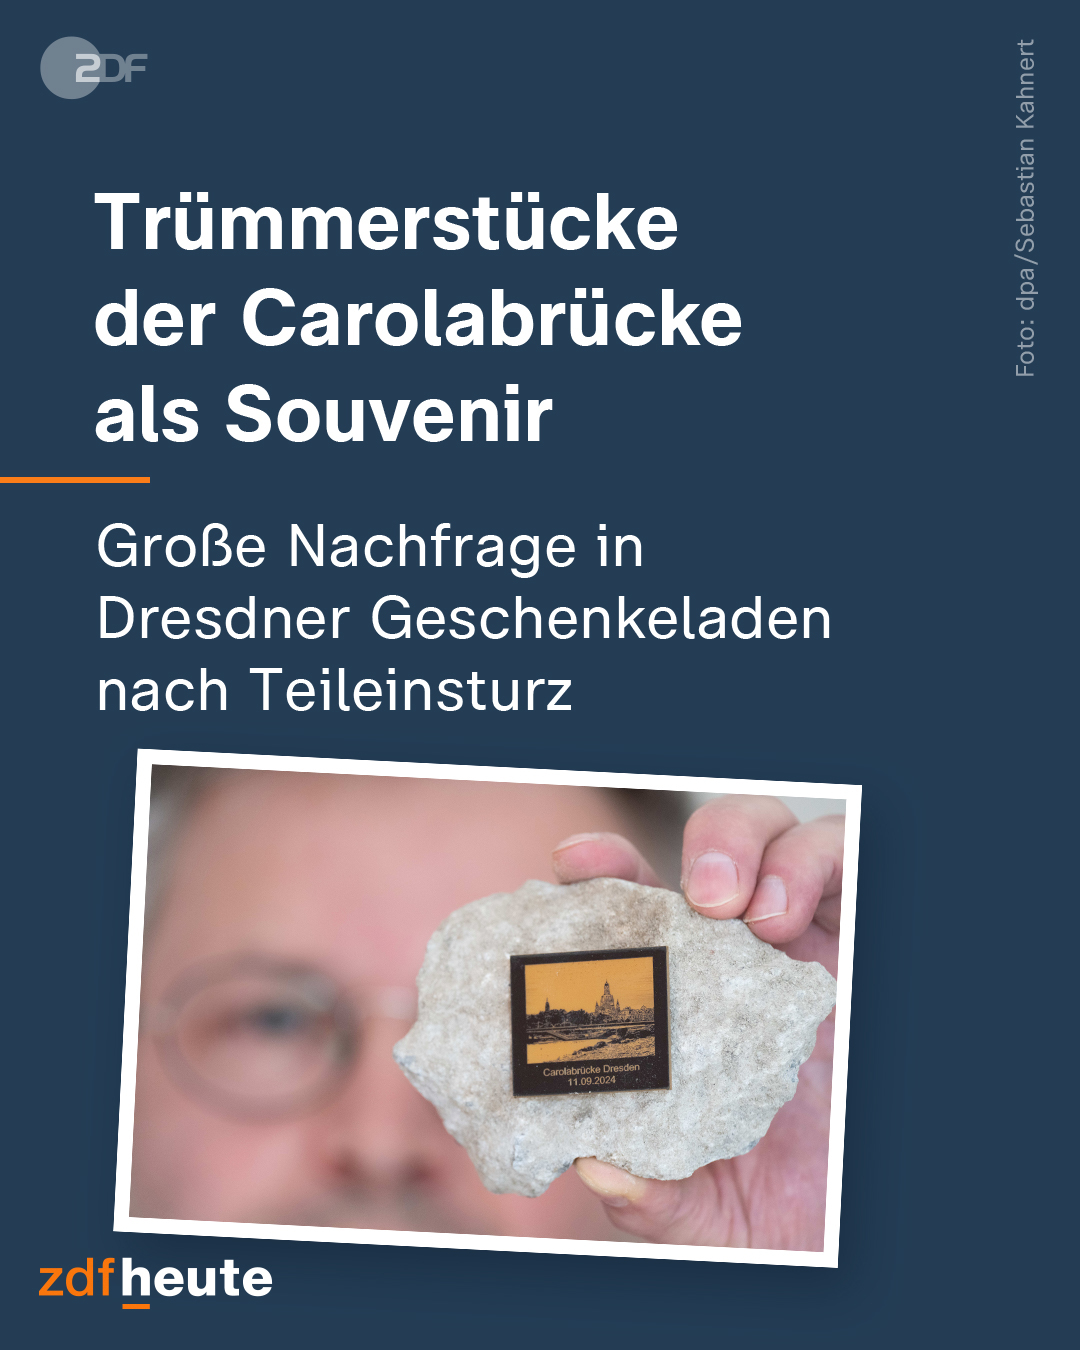 ZDF
Foto: dpa/Sebastian Kahnert
Trümmerstücke
der Carolabrücke
als Souvenir
Große Nachfrage in
Dresdner Geschenkeladen
nach Teileinsturz
Carolabrücke Dresden
11.09.2024
zdfheute